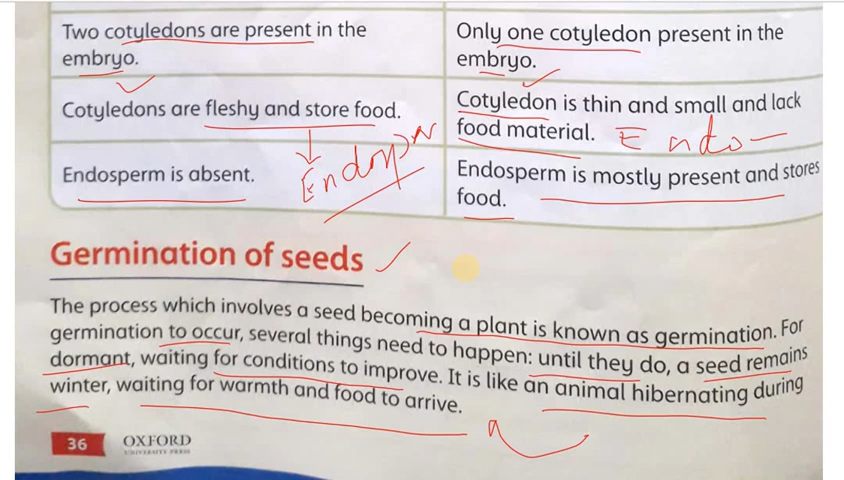 Two cotyledons are present in the
embryo.
Only one cotyledon present in the
embryo.
Cotyledons are fleshy and store food.
Cotyledon is thin and small and lack
food material.
Endo
Endosperm is absent.
Endosperm is mostly present and stores
food.
Germination of seeds
The process which involves a seed becoming a plant is known as germination. For
germination to occur, several things need to happen: until they do, a seed remains
dormant, waiting for conditions to improve. It is like an animal hibernating during
winter, waiting for warmth and food to arrive.
36 OXFORD
UNIVERSITY PRESS